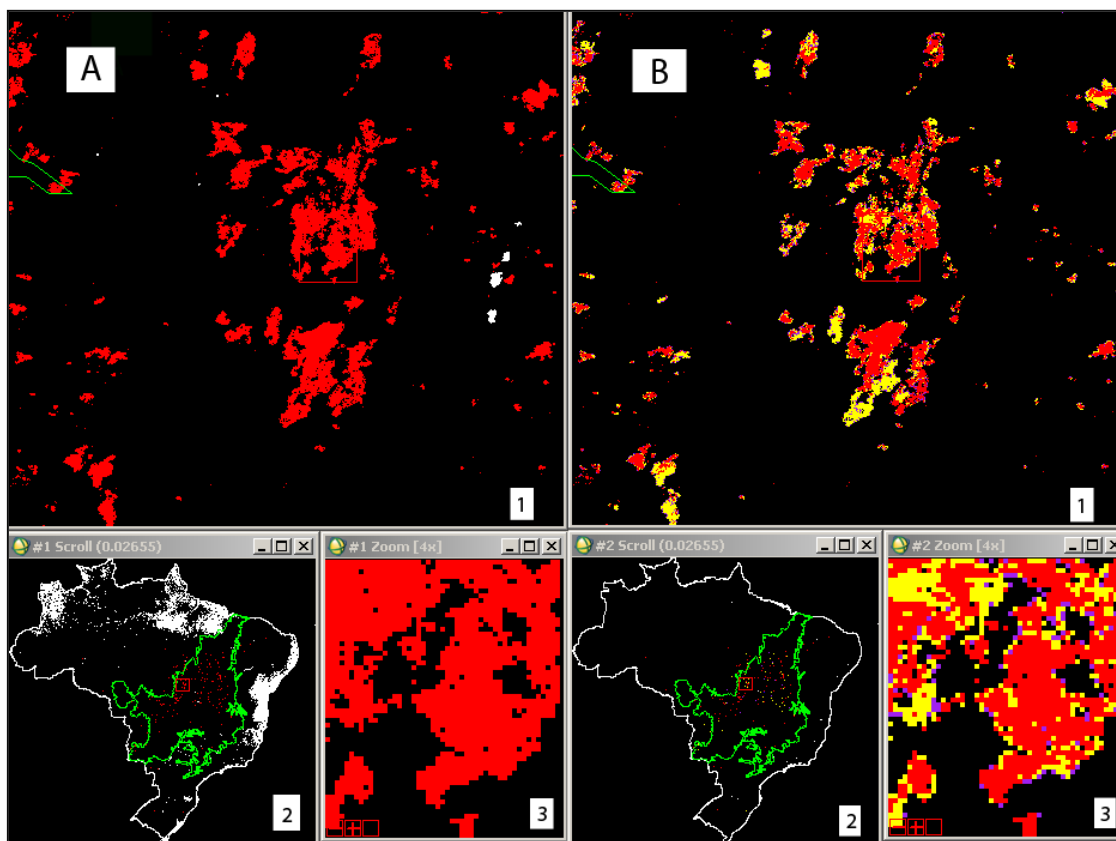 A
B
1
1
#1 Scroll (0.02655)
#1 Zoom [4x]
#2 Scroll (0.02655)
#2 Zoom [4x]
2
3
2
3